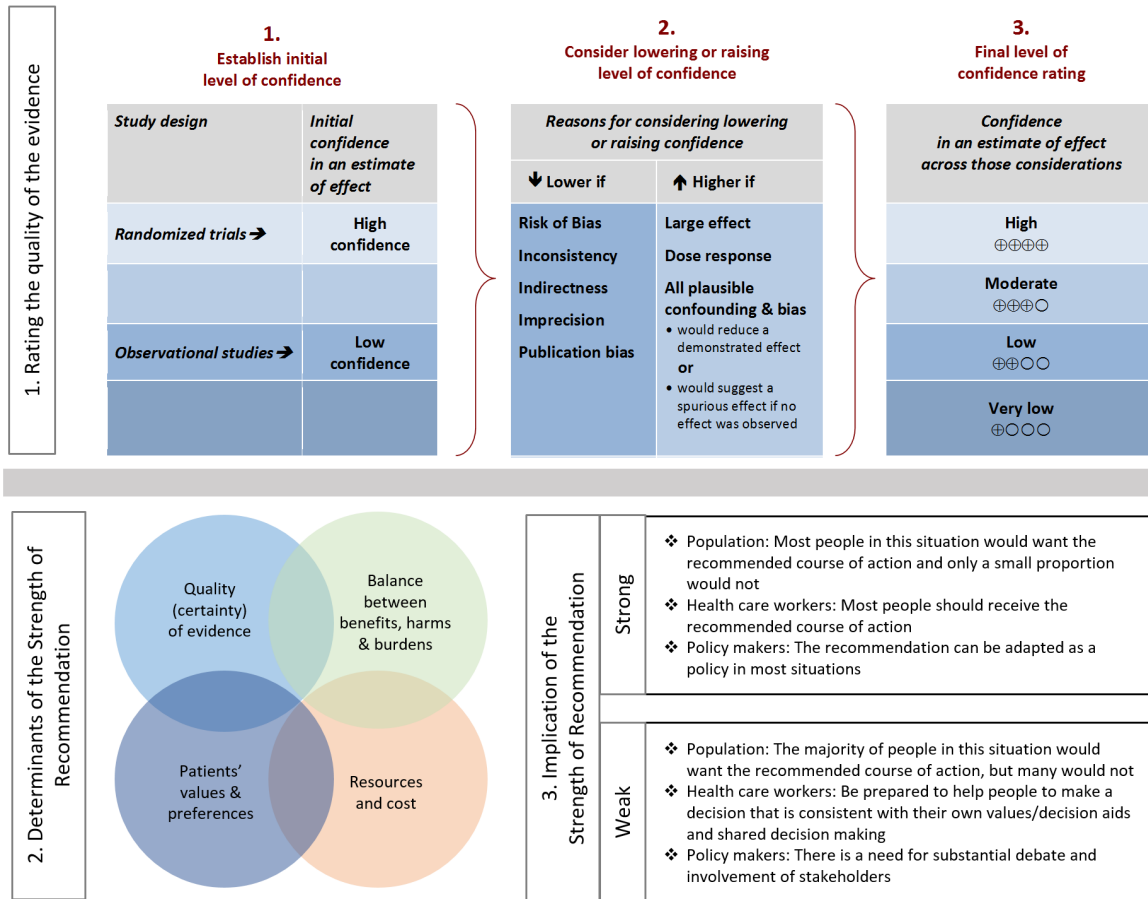 1. Rating the quality of the evidence
1.
Establish initial
level of confidence
Study design
Initial
confidence
in an estimate
of effect
Randomized trials ➔
High
confidence
Observational studies ➔
Low
confidence
2.
Consider lowering or raising
level of confidence
Reasons for considering lowering
or raising confidence
🡻 Lower if
🡹 Higher if
Risk of Bias
Inconsistency
Indirectness
Imprecision
Publication bias
Large effect
Dose response
All plausible
confounding & bias
• would reduce a
demonstrated effect
or
• would suggest a
spurious effect if no
effect was observed
3.
Final level of
confidence rating
Confidence
in an estimate of effect
across those considerations
High
⊕⊕⊕⊕
Moderate
⊕⊕⊕◯
Low
⊕⊕◯◯
Very low
⊕◯◯◯
2. Determinants of the Strength of
Recommendation
Quality
(certainty)
of evidence
Balance
between
benefits, harms
& burdens
Patients’
values &
preferences
Resources
and cost
3. Implication of the
Strength of Recommendation
Strong
❖ Population: Most people in this situation would want the
recommended course of action and only a small proportion
would not
❖ Health care workers: Most people should receive the
recommended course of action
❖ Policy makers: The recommendation can be adapted as a
policy in most situations
Weak
❖ Population: The majority of people in this situation would
want the recommended course of action, but many would not
❖ Health care workers: Be prepared to help people to make a
decision that is consistent with their own values/decision aids
and shared decision making
❖ Policy makers: There is a need for substantial debate and
involvement of stakeholders